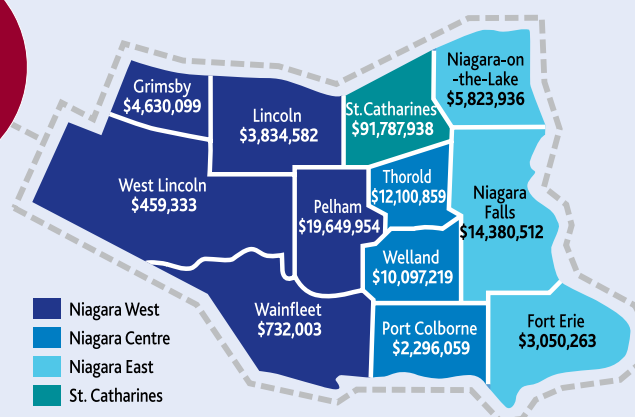 Niagara-on
-the-Lake
$5,823,936
Grimsby
$4,630,099
Lincoln
$3,834,582
St.Catharines
$91,787,938
West Lincoln
$459,333
Pelham
$19,649,954
Thorold
$12,100,859
Niagara
Falls
$14,380,512
Welland
$10,097,219
Wainfleet
$732,003
Port Colborne
$2,296,059
Fort Erie
$3,050,263
Niagara West
Niagara Centre
Niagara East
St. Catharines